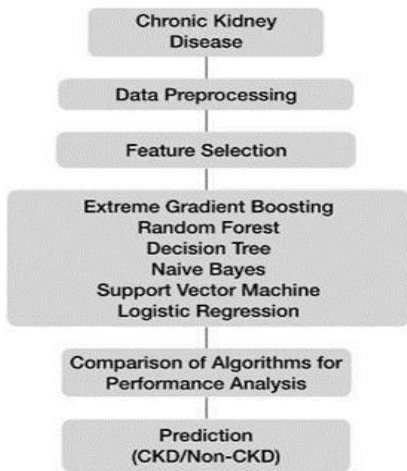 Chronic Kidney
Disease
Data Preprocessing
Feature Selection
Extreme Gradient Boosting
Random Forest
Decision Tree
Naive Bayes
Support Vector Machine
Logistic Regression
Comparison of Algorithms for
Performance Analysis
Prediction
(CKD/Non-CKD)